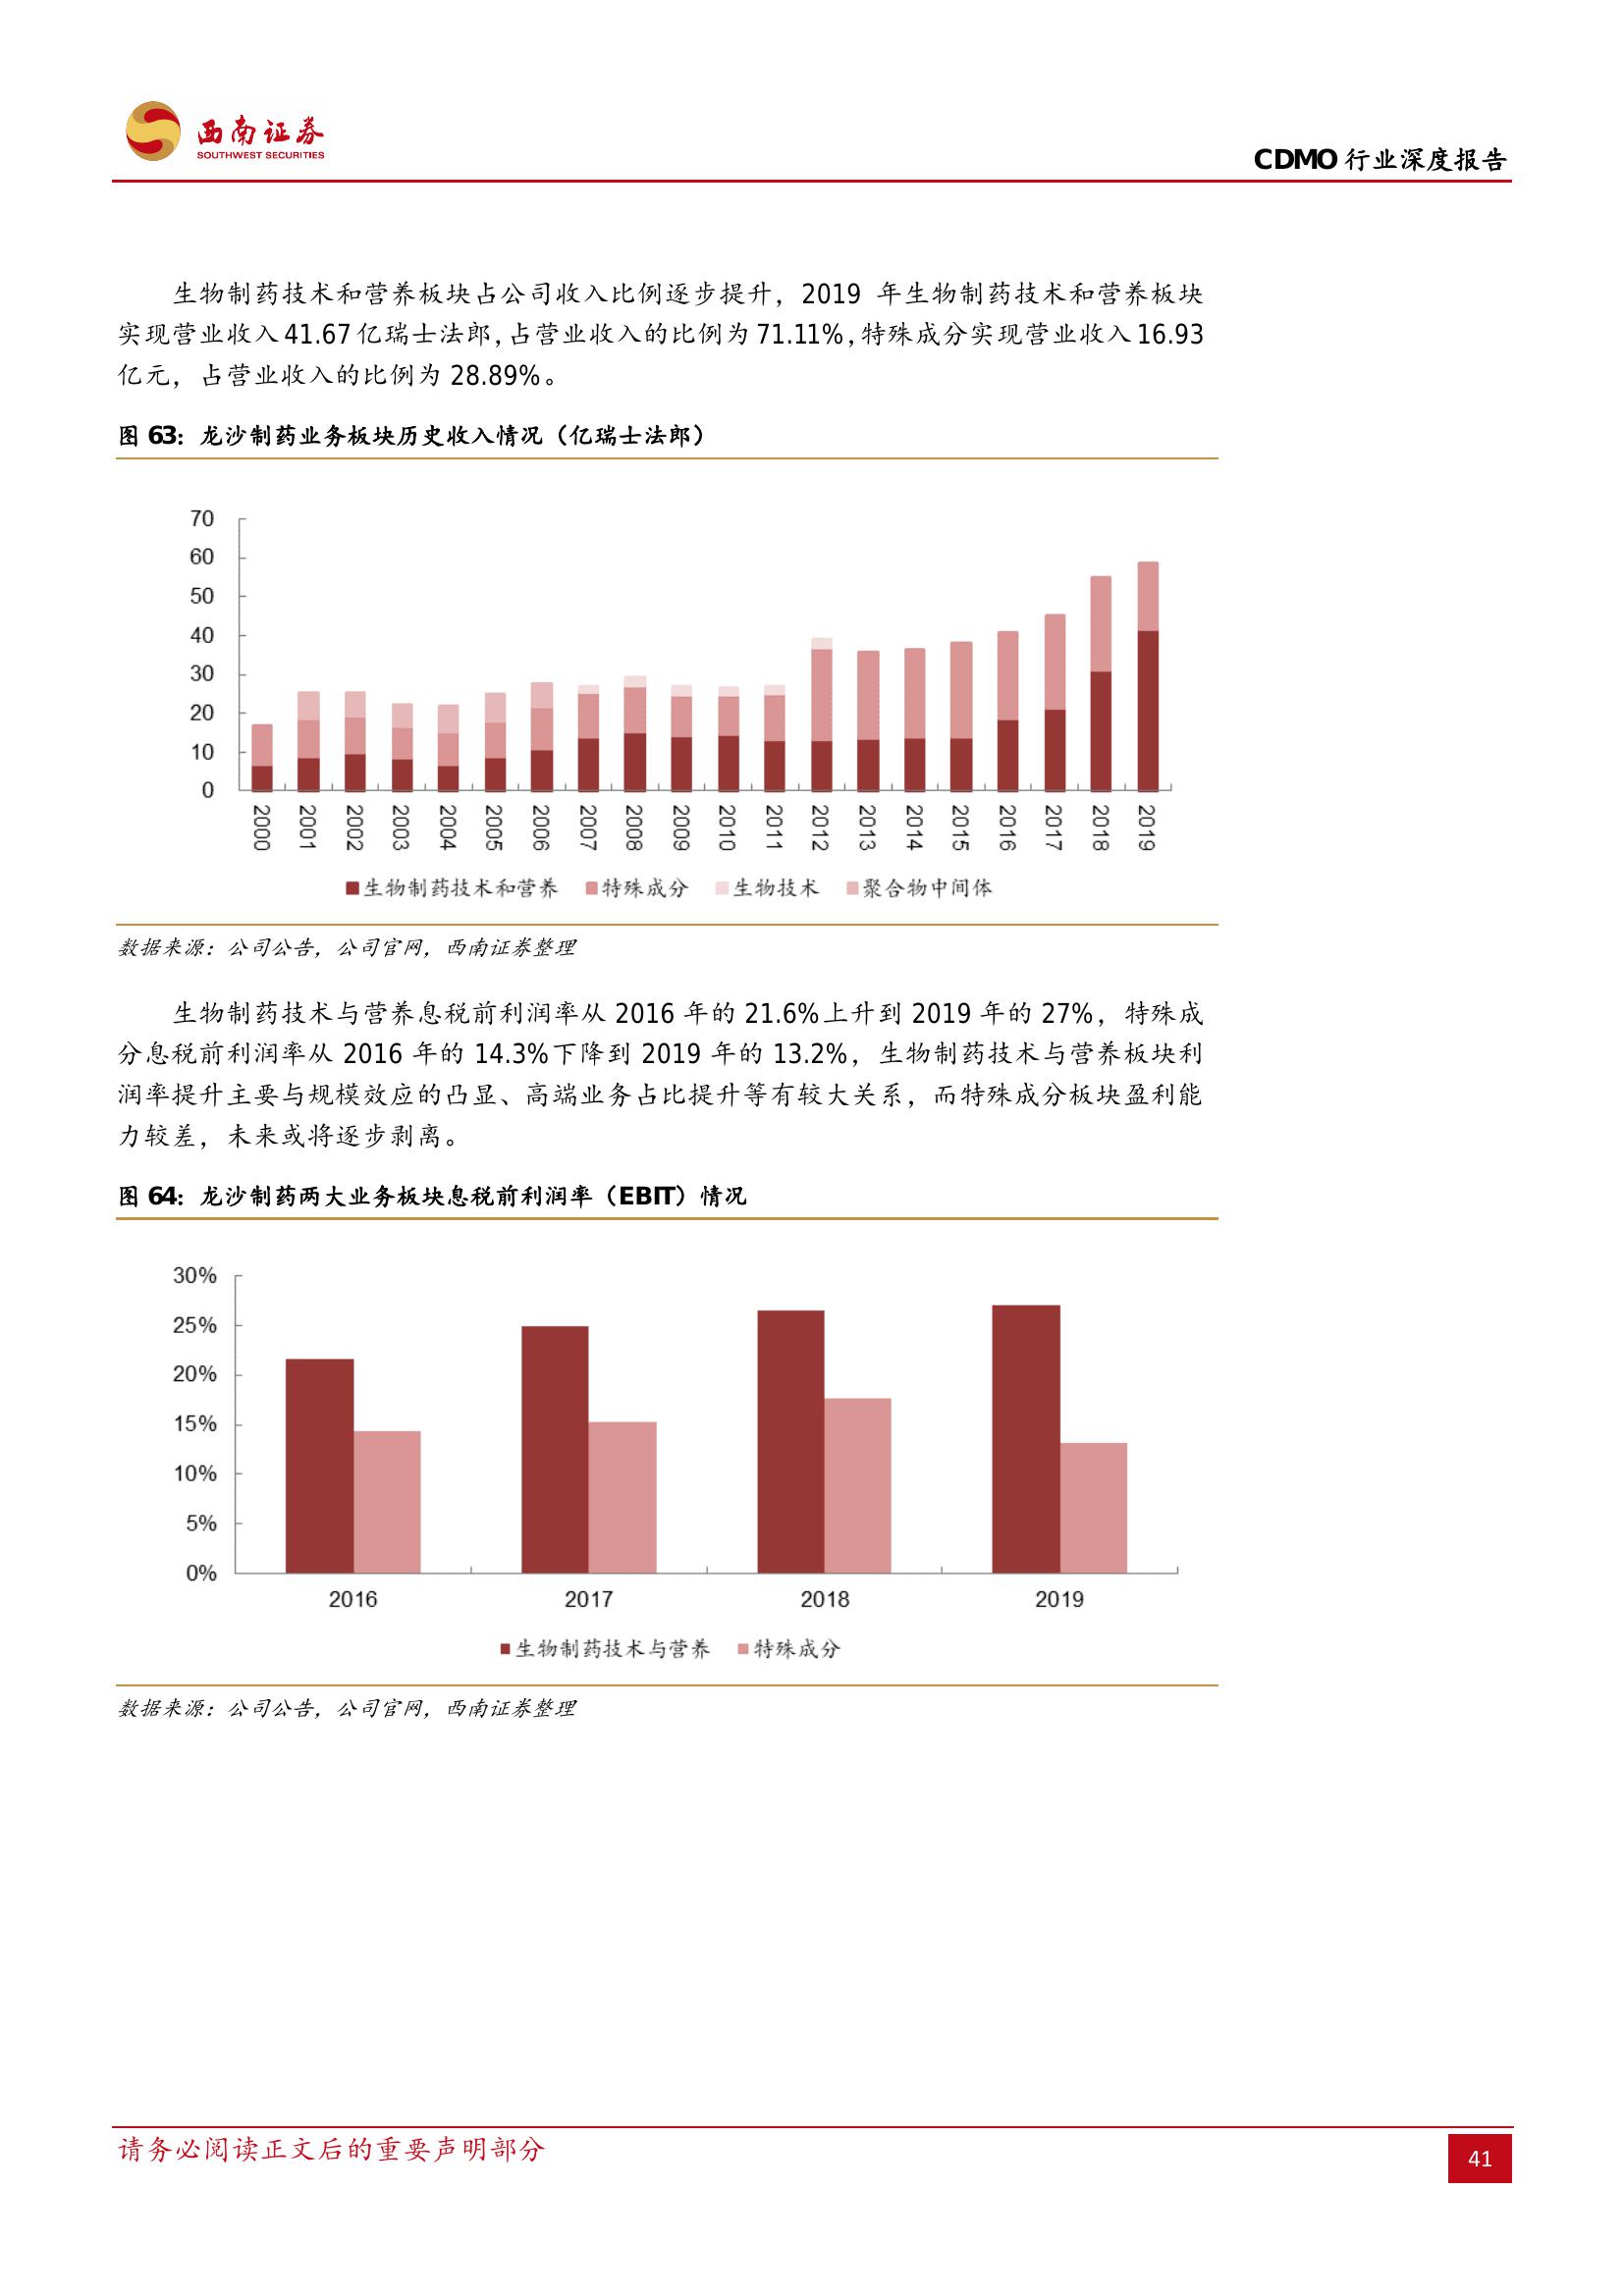 西南证券
SOUTHWEST SECURITIES
CDMO 行业深度报告
生物制药技术和营养板块占公司收入比例逐步提升，2019 年生物制药技术和营养板块
实现营业收入 41.67 亿瑞士法郎，占营业收入的比例为 71.11%，特殊成分实现营业收入 16.93
亿元，占营业收入的比例为 28.89%。
图 63：龙沙制药业务板块历史收入情况（亿瑞士法郎）
70
60
50
40
30
20
10
0
2000 2001 2002 2003 2004 2005 2006 2007 2008 2009 2010 2011 2012 2013 2014 2015 2016 2017 2018 2019
生物制药技术和营养 特殊成分 生物技术 聚合物中间体
数据来源：公司公告，公司官网，西南证券整理
生物制药技术与营养息税前利润率从 2016 年的 21.6%上升到 2019 年的 27%，特殊成
分息税前利润率从 2016 年的 14.3%下降到 2019 年的 13.2%，生物制药技术与营养板块利
润率提升主要与规模效应的凸显、高端业务占比提升等有较大关系，而特殊成分板块盈利能
力较差，未来或将逐步剥离。
图 64：龙沙制药两大业务板块息税前利润率（EBIT）情况
30%
25%
20%
15%
10%
5%
0%
2016 2017 2018 2019
生物制药技术与营养 特殊成分
数据来源：公司公告，公司官网，西南证券整理
请务必阅读正文后的重要声明部分
41